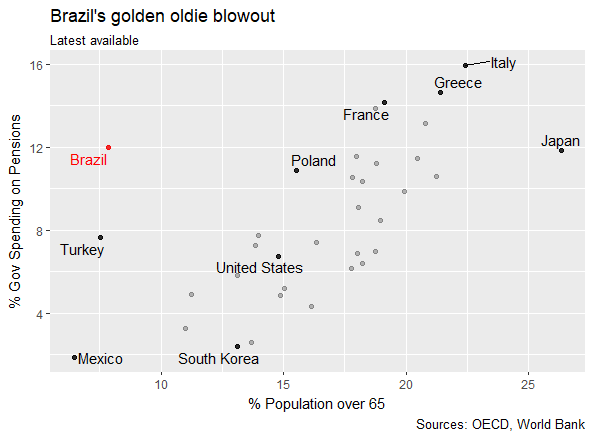 Brazil's golden oldie blowout
Latest available
% Gov Spending on Pensions
16
12
8
4
Italy
Greece
France
Japan
Brazil
Poland
Turkey
United States
Mexico
South Korea
10
15
20
25
% Population over 65
Sources: OECD, World Bank